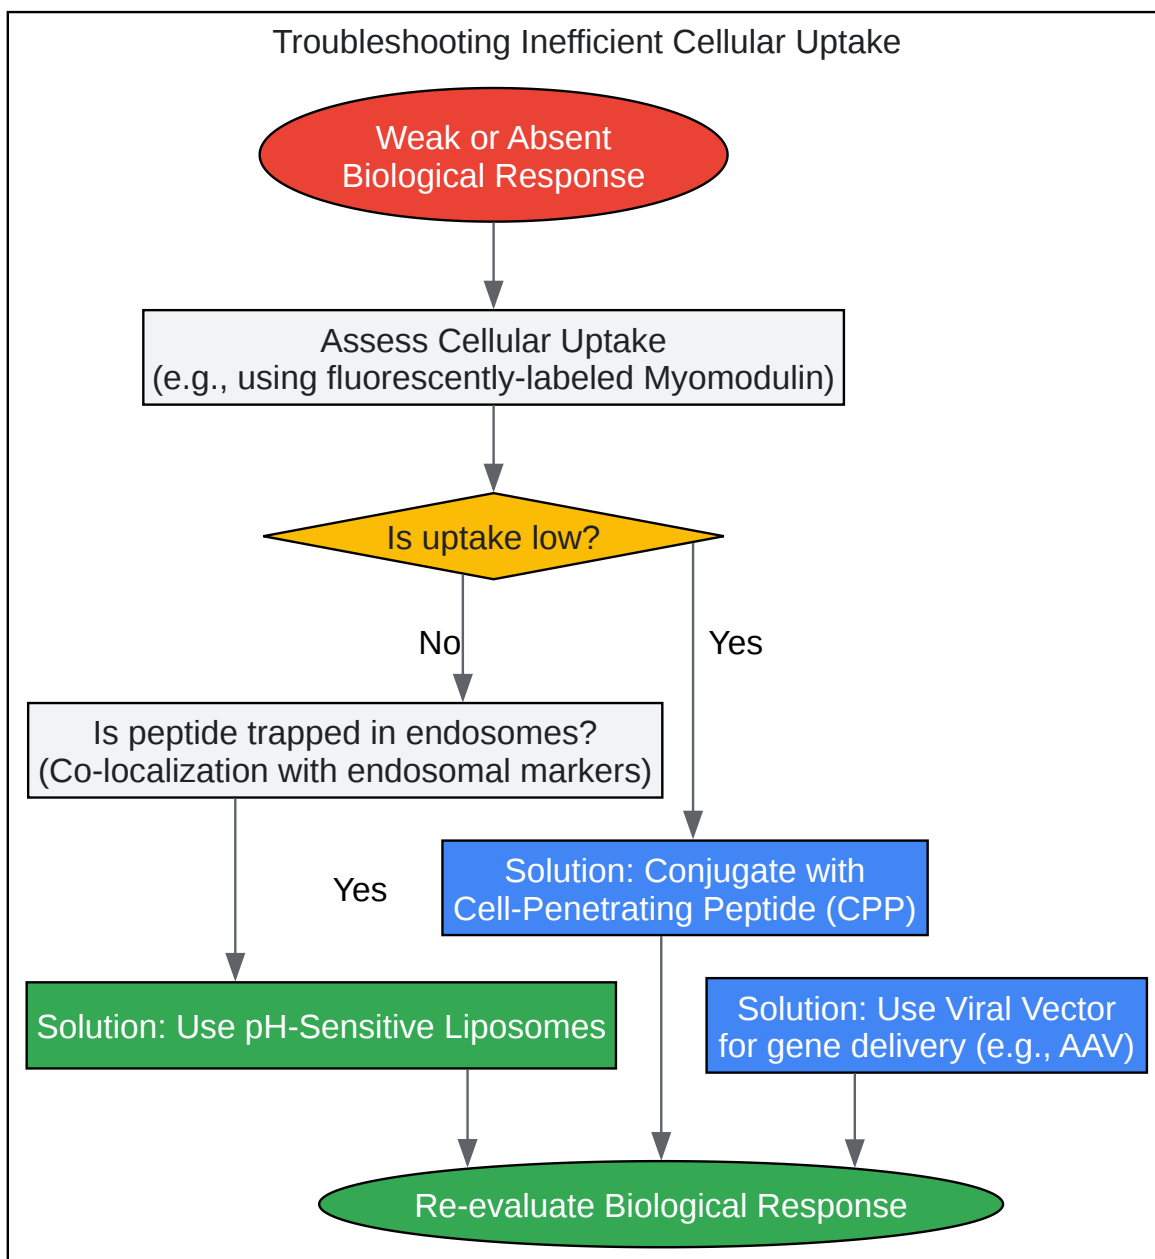 Troubleshooting Inefficient Cellular Uptake
Weak or Absent
Biological Response
Assess Cellular Uptake
(e.g., using fluorescently-labeled Myomodulin)
Is uptake low?
No
Yes
Is peptide trapped in endosomes?
(Co-localization with endosomal markers)
Solution: Conjugate with
Cell-Penetrating Peptide (CPP)
Yes
Solution: Use pH-Sensitive Liposomes
Solution: Use Viral Vector
for gene delivery (e.g., AAV)
Re-evaluate Biological Response